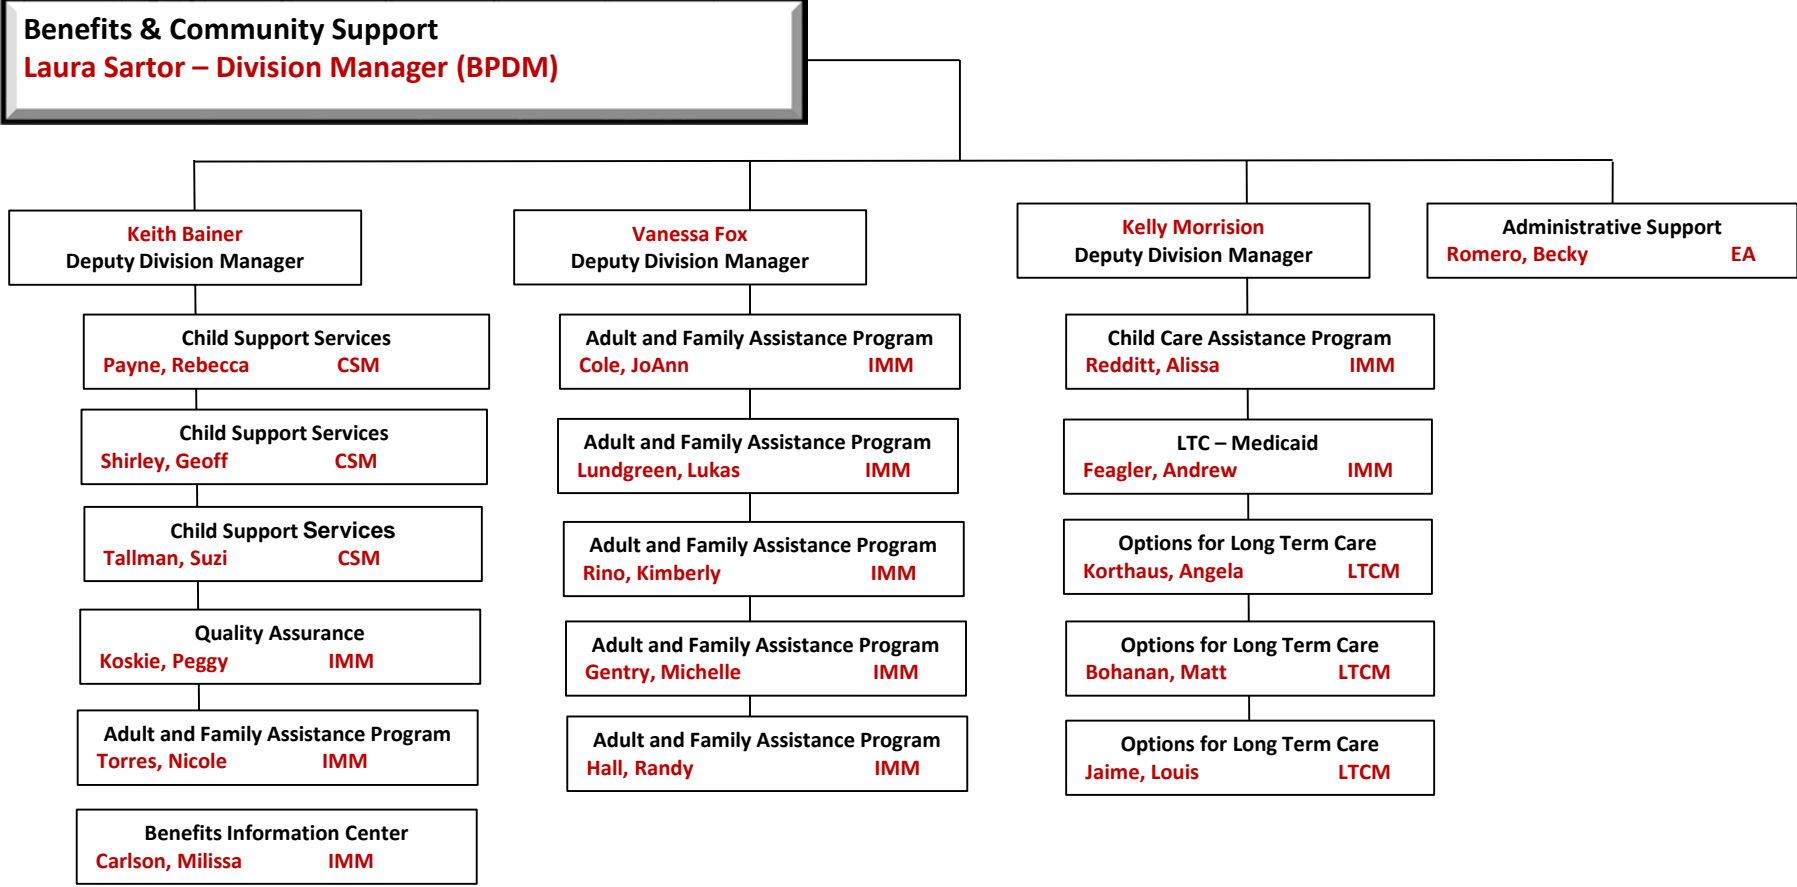 Benefits & Community Support
Laura Sartor – Division Manager (BPDM)
Keith Bainer
Deputy Division Manager
Child Support Services
Payne, Rebecca CSM
Child Support Services
Shirley, Geoff CSM
Child Support Services
Tallman, Suzi CSM
Quality Assurance
Koskie, Peggy IMM
Adult and Family Assistance Program
Torres, Nicole IMM
Benefits Information Center
Carlson, Milissa IMM
Vanessa Fox
Deputy Division Manager
Adult and Family Assistance Program
Cole, JoAnn IMM
Adult and Family Assistance Program
Lundgreen, Lukas IMM
Adult and Family Assistance Program
Rino, Kimberly IMM
Adult and Family Assistance Program
Gentry, Michelle IMM
Adult and Family Assistance Program
Hall, Randy IMM
Kelly Morrision
Deputy Division Manager
Child Care Assistance Program
Redditt, Alissa IMM
LTC – Medicaid
Feagler, Andrew IMM
Options for Long Term Care
Korthaus, Angela LTCM
Options for Long Term Care
Bohanan, Matt LTCM
Options for Long Term Care
Jaime, Louis LTCM
Administrative Support
Romero, Becky EA